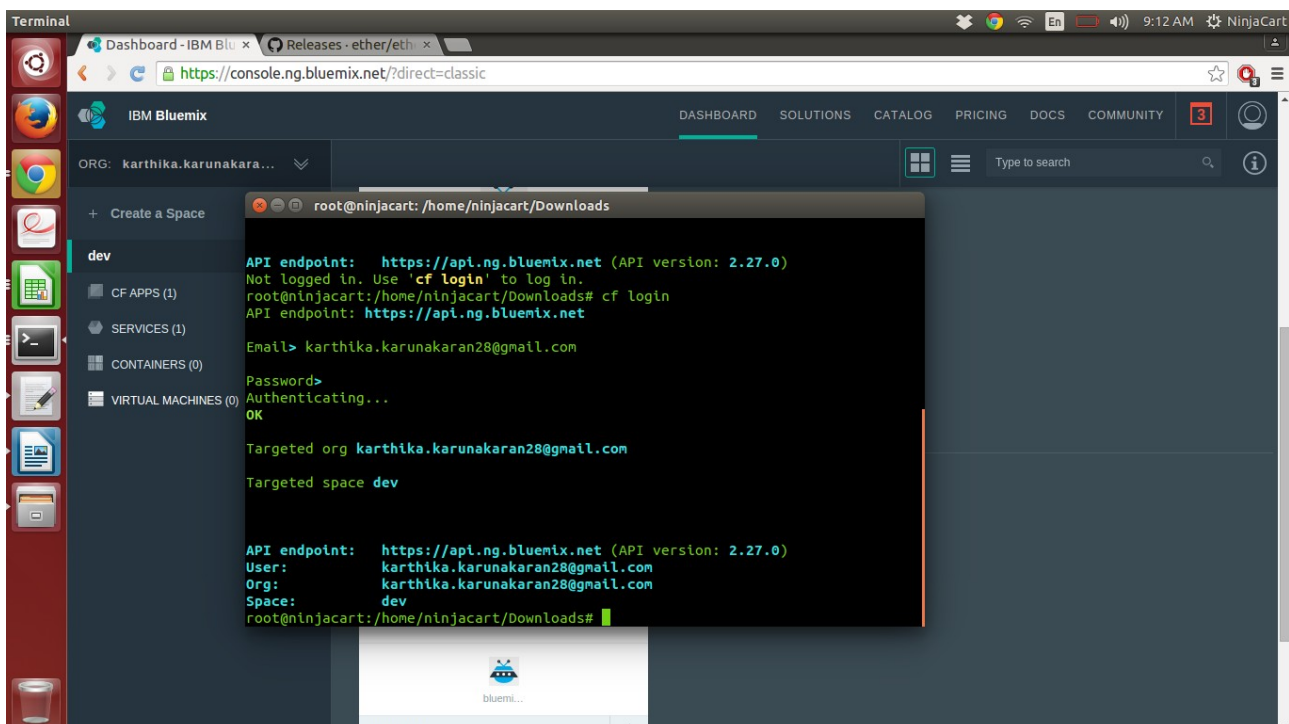 Terminal
En
9:12 AM
NinjaCart
Dashboard - IBM Blu
Releases · ether/eth
https://console.ng.bluemix.net/?direct=classic
3
IBM Bluemix
DASHBOARD
SOLUTIONS
CATALOG
PRICING
DOCS
COMMUNITY
3
ORG: karthika.karunakara...
Type to search
+ Create a Space
dev
CF APPS (1)
SERVICES (1)
CONTAINERS (0)
VIRTUAL MACHINES (0)
root@ninjacart: /home/ninjacart/Downloads
API endpoint: https://api.ng.bluemix.net (API version: 2.27.0)
Not logged in. Use 'cf login' to log in.
root@ninjacart:/home/ninjacart/Downloads# cf login
API endpoint: https://api.ng.bluemix.net
Email> karthika.karunakaran28@gmail.com
Password>
Authenticating...
OK
Targeted org karthika.karunakaran28@gmail.com
Targeted space dev
API endpoint: https://api.ng.bluemix.net (API version: 2.27.0)
User: karthika.karunakaran28@gmail.com
Org: karthika.karunakaran28@gmail.com
Space: dev
root@ninjacart:/home/ninjacart/Downloads#
bluemi...